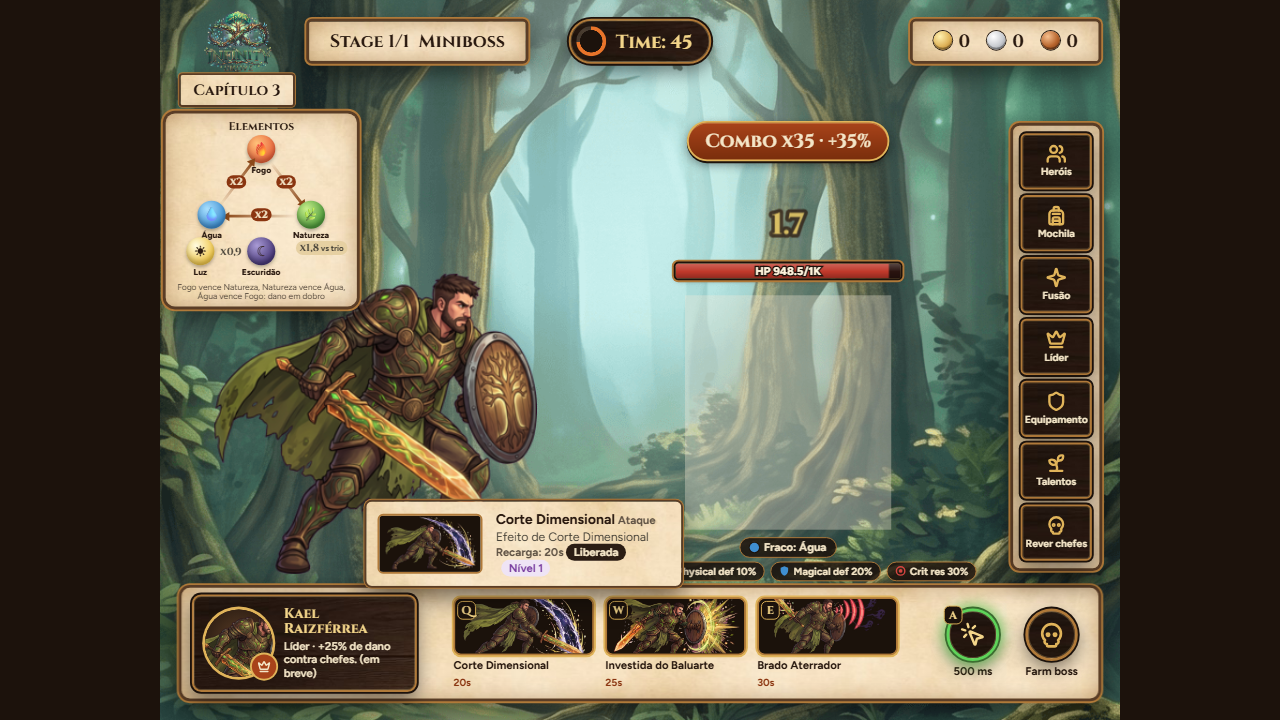 Stage 1/1 Miniboss
Time: 45
0 0 0
Capítulo 3
Elementos
Fogo
x2 x2
x2
Água Natureza
x0,9
x1,8 vs trio
Luz Escuridão
Fogo vence Natureza, Natureza vence Água,
Água vence Fogo: dano em dobro
Combo x35 · +35%
1.7
HP 948.5/1K
Heróis
Mochila
Fusão
Líder
Equipamento
Talentos
Rever chefes
Corte Dimensional Ataque
Efeito de Corte Dimensional
Recarga: 20s Liberada
Nível 1
Fraco: Água
hysical def 10% Magical def 20% Crit res 30%
Kael
Raizférrea
Líder · +25% de dano
contra chefes. (em
breve)
Q W E
Corte Dimensional Investida do Baluarte Brado Aterrador
20s 25s 30s
A
500 ms Farm boss